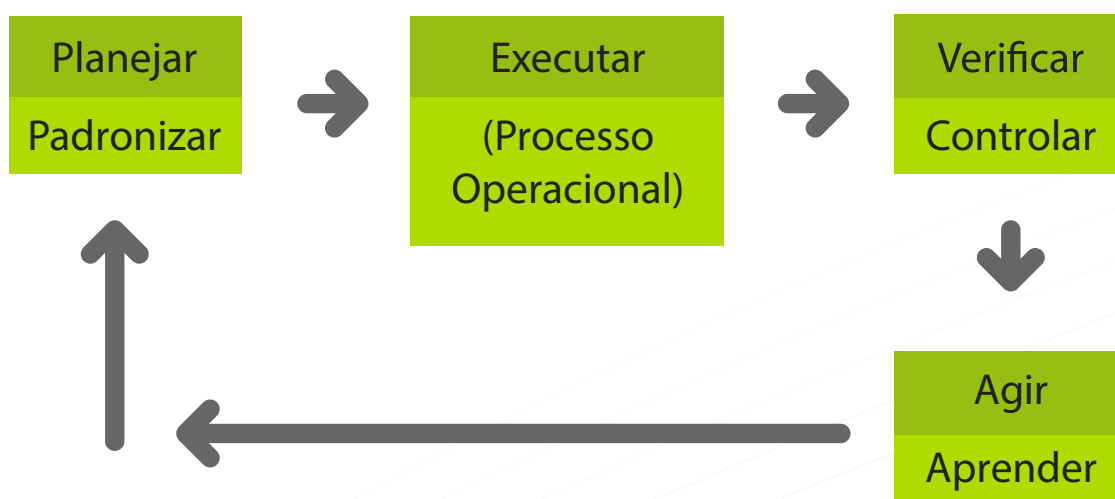 Planejar
Padronizar
Executar
(Processo
Operacional)
Verificar
Controlar
Agir
Aprender